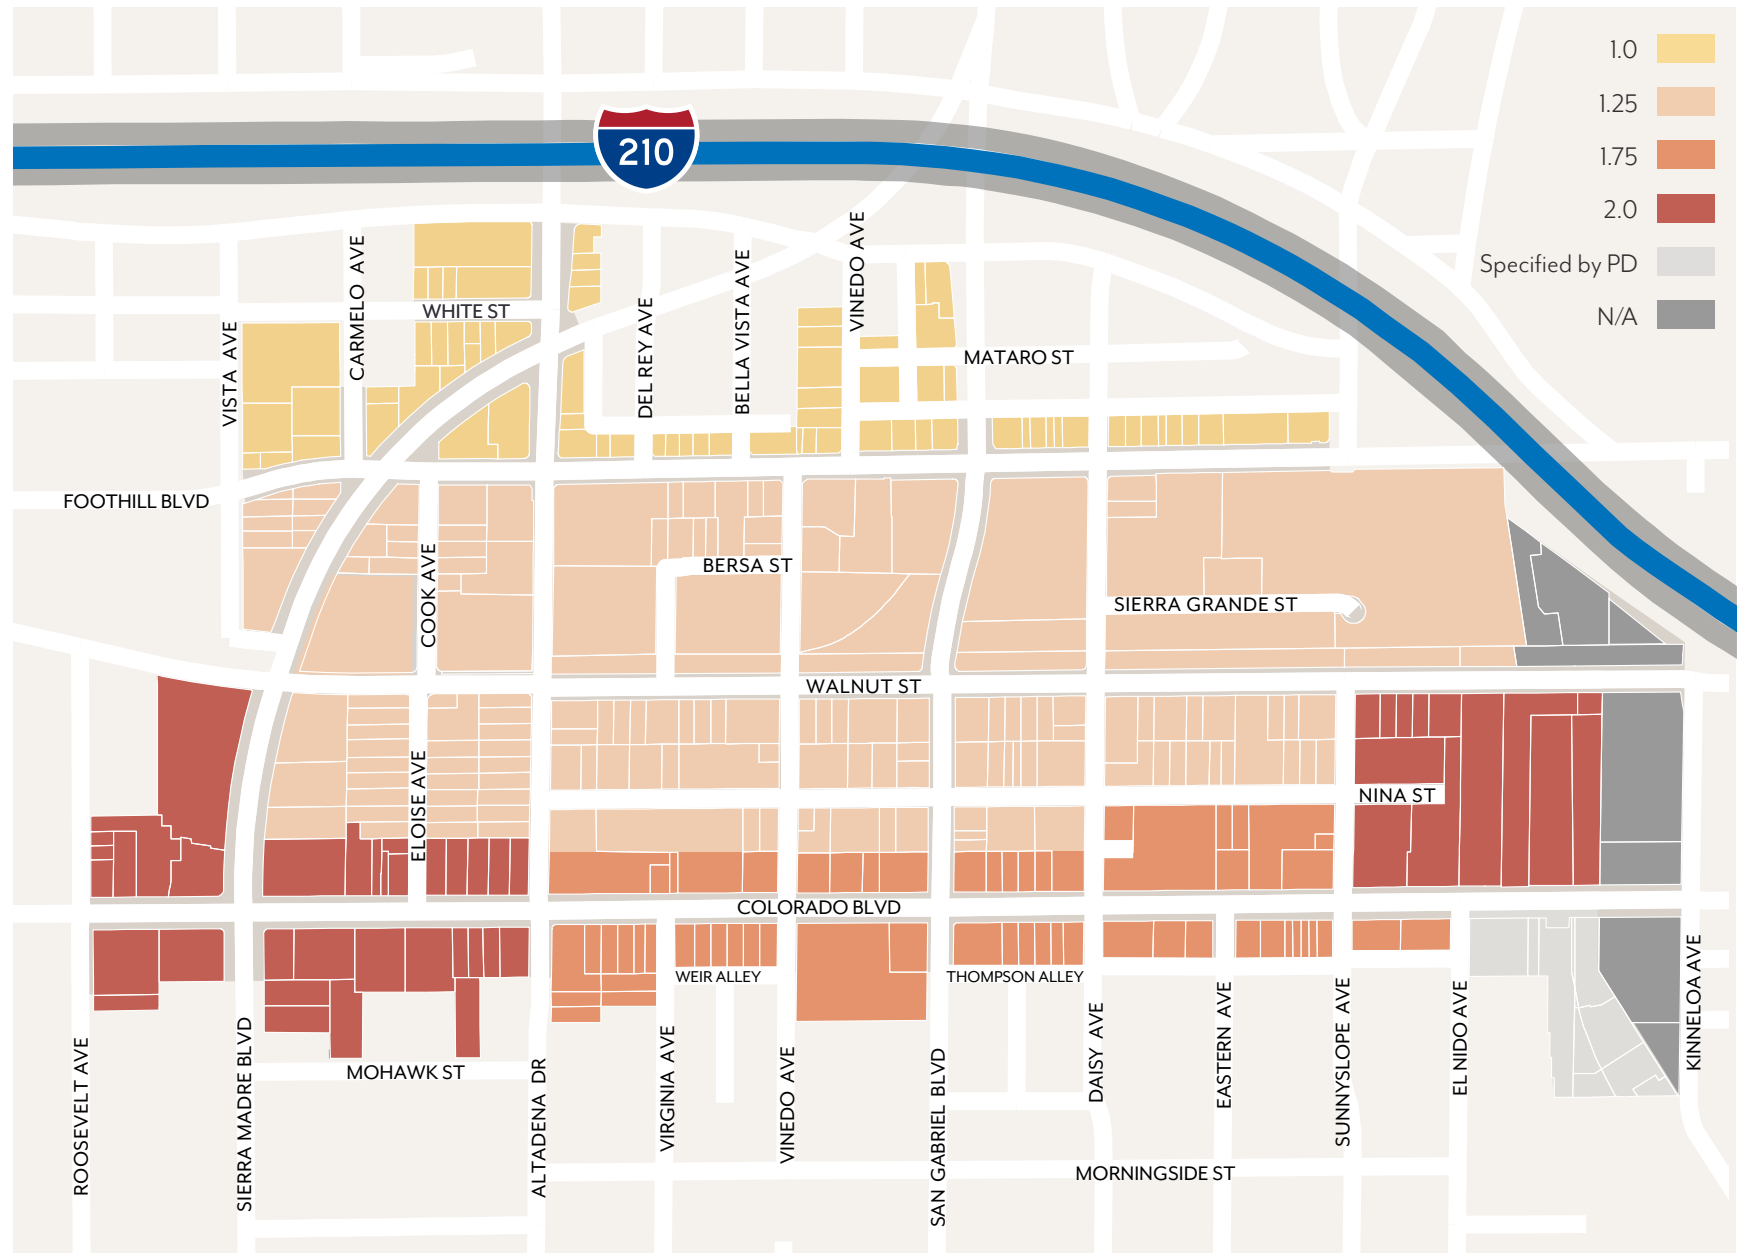 1.0
1.25
1.75
2.0
Specified by PD
N/A
210
WHITE ST
VISTA AVE
CARMELO AVE
DEL REY AVE
BELLA VISTA AVE
VINEDO AVE
MATARO ST
FOOTHILL BLVD
COOK AVE
BERSA ST
SIERRA GRANDE ST
WALNUT ST
ELOISE AVE
NINA ST
COLORADO BLVD
WEIR ALLEY
THOMPSON ALLEY
MOHAWK ST
ROOSEVELT AVE
SIERRA MADRE BLVD
ALTADENA DR
VIRGINIA AVE
VINEDO AVE
SAN GABRIEL BLVD
DAISY AVE
EASTERN AVE
SUNNYSLOPE AVE
EL NIDO AVE
KINNELOA AVE
MORNINGSIDE ST